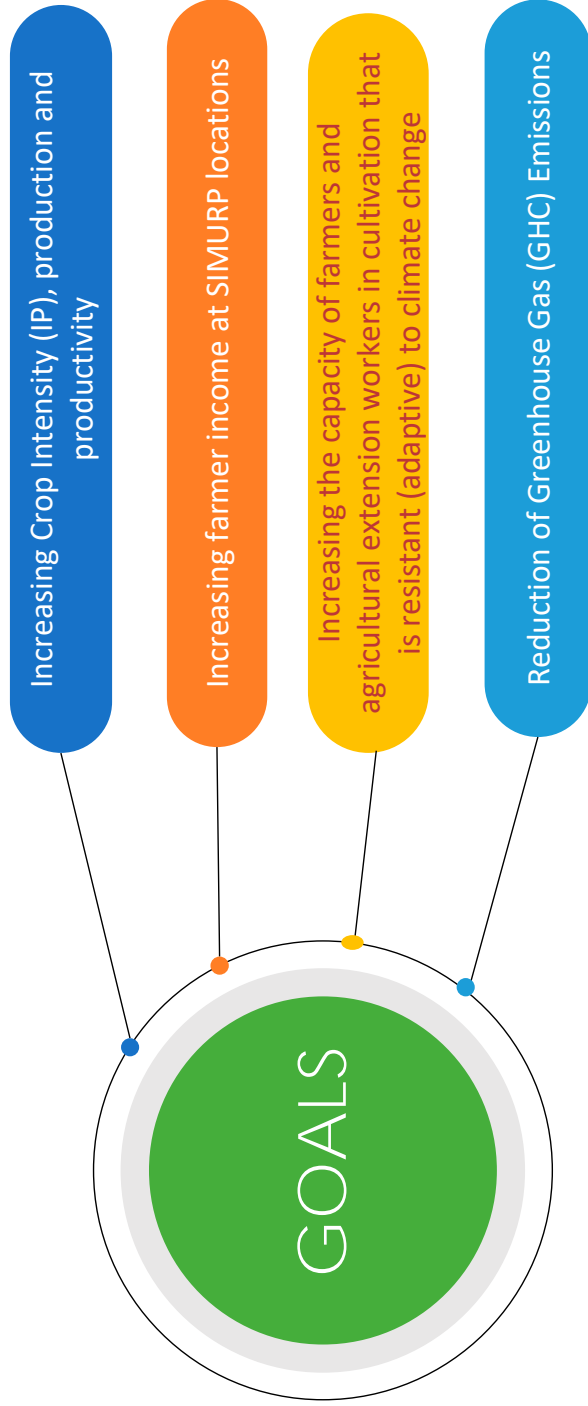 GOALS
Increasing Crop Intensity (IP), production and
productivity
Increasing farmer income at SIMURP locations
Increasing the capacity of farmers and
agricultural extension workers in cultivation that
is resistant (adaptive) to climate change
Reduction of Greenhouse Gas (GHC) Emissions